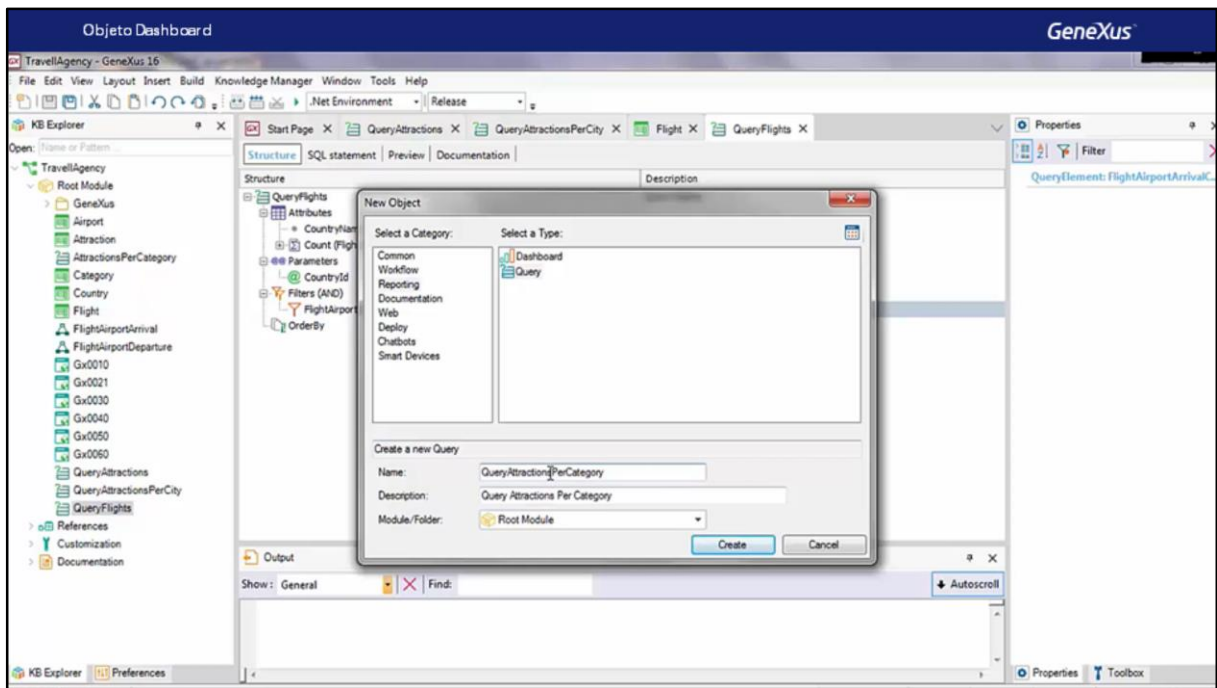 Objeto Dashboard
GeneXus
TravellAgency - GeneXus 16
File Edit View Layout Insert Build Knowledge Manager Window Tools Help
.Net Environment Release
KB Explorer
Open: Name or Pattern ...
TravellAgency
Root Module
GeneXus
Airport
Attraction
AttractionsPerCategory
Category
Country
Flight
FlightAirportArrival
FlightAirportDeparture
Gx0010
Gx0021
Gx0030
Gx0040
Gx0050
Gx0060
QueryAttractions
QueryAttractionsPerCity
QueryFlights
References
Customization
Documentation
KB Explorer Preferences
Start Page QueryAttractions QueryAttractionsPerCity Flight QueryFlights
Structure SQL statement Preview Documentation
Structure Description
QueryFlights
Attributes
CountryNam
Count (Fligh
Parameters
CountryId
Filters (AND)
FlightAirport
OrderBy
New Object
Select a Category: Select a Type:
Common
Workflow
Reporting
Documentation
Web
Deploy
Chatbots
Smart Devices
Dashboard
Query
Create a new Query
Name: QueryAttractionsPerCategory
Description: Query Attractions Per Category
Module/Folder: Root Module
Create Cancel
Output
Show: General Find: Autoscroll
Properties
Filter
QueryElement: FlightAirportArrivalC...
Properties Toolbox